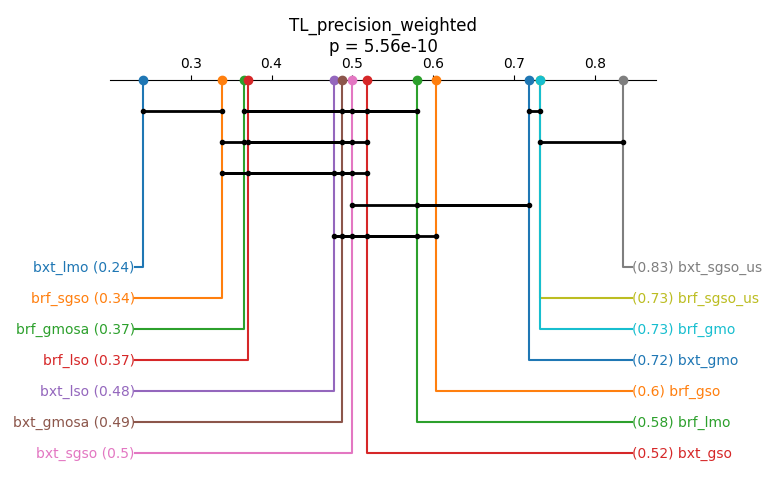 TL_precision_weighted
p = 5.56e-10
0.3 0.4 0.5 0.6 0.7 0.8
bxt_lmo (0.24) (0.83) bxt_sgso_us
brf_sgso (0.34) (0.73) brf_sgso_us
brf_gmosa (0.37) (0.73) brf_gmo
brf_lso (0.37) (0.72) bxt_gmo
bxt_lso (0.48) (0.6) brf_gso
bxt_gmosa (0.49) (0.58) brf_lmo
bxt_sgso (0.5) (0.52) bxt_gso